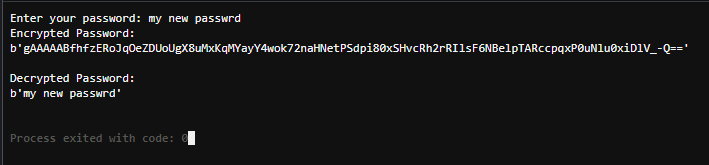 Enter your password: my new passwrd
Encrypted Password:
b'gAAAAABfhfzERoJqOeZDUoUgX8uMxKqMYayY4wok72naHNetPSdpi80xSHvcRh2rRIlsF6NBelpTARccpqxP0uNlu0xiDlV_-Q=='
Decrypted Password:
b'my new passwrd'
Process exited with code: 0